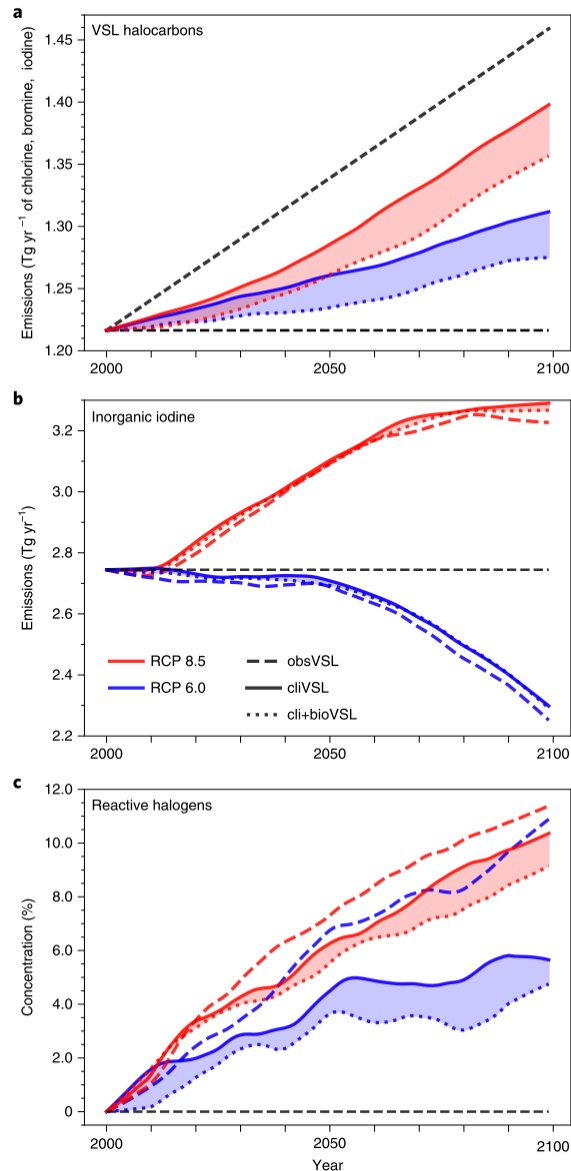 a
VSL halocarbons
Emissions (Tg yr⁻¹ of chlorine, bromine, iodine)
1.45
1.40
1.35
1.30
1.25
1.20
2000
2050
2100
b
Inorganic iodine
Emissions (Tg yr⁻¹)
3.2
3.0
2.8
2.6
2.4
2.2
RCP 8.5
RCP 6.0
obsVSL
cliVSL
cli+bioVSL
2000
2050
2100
c
Reactive halogens
Concentration (%)
12.0
10.0
8.0
6.0
4.0
2.0
0
2000
2050
2100
Year